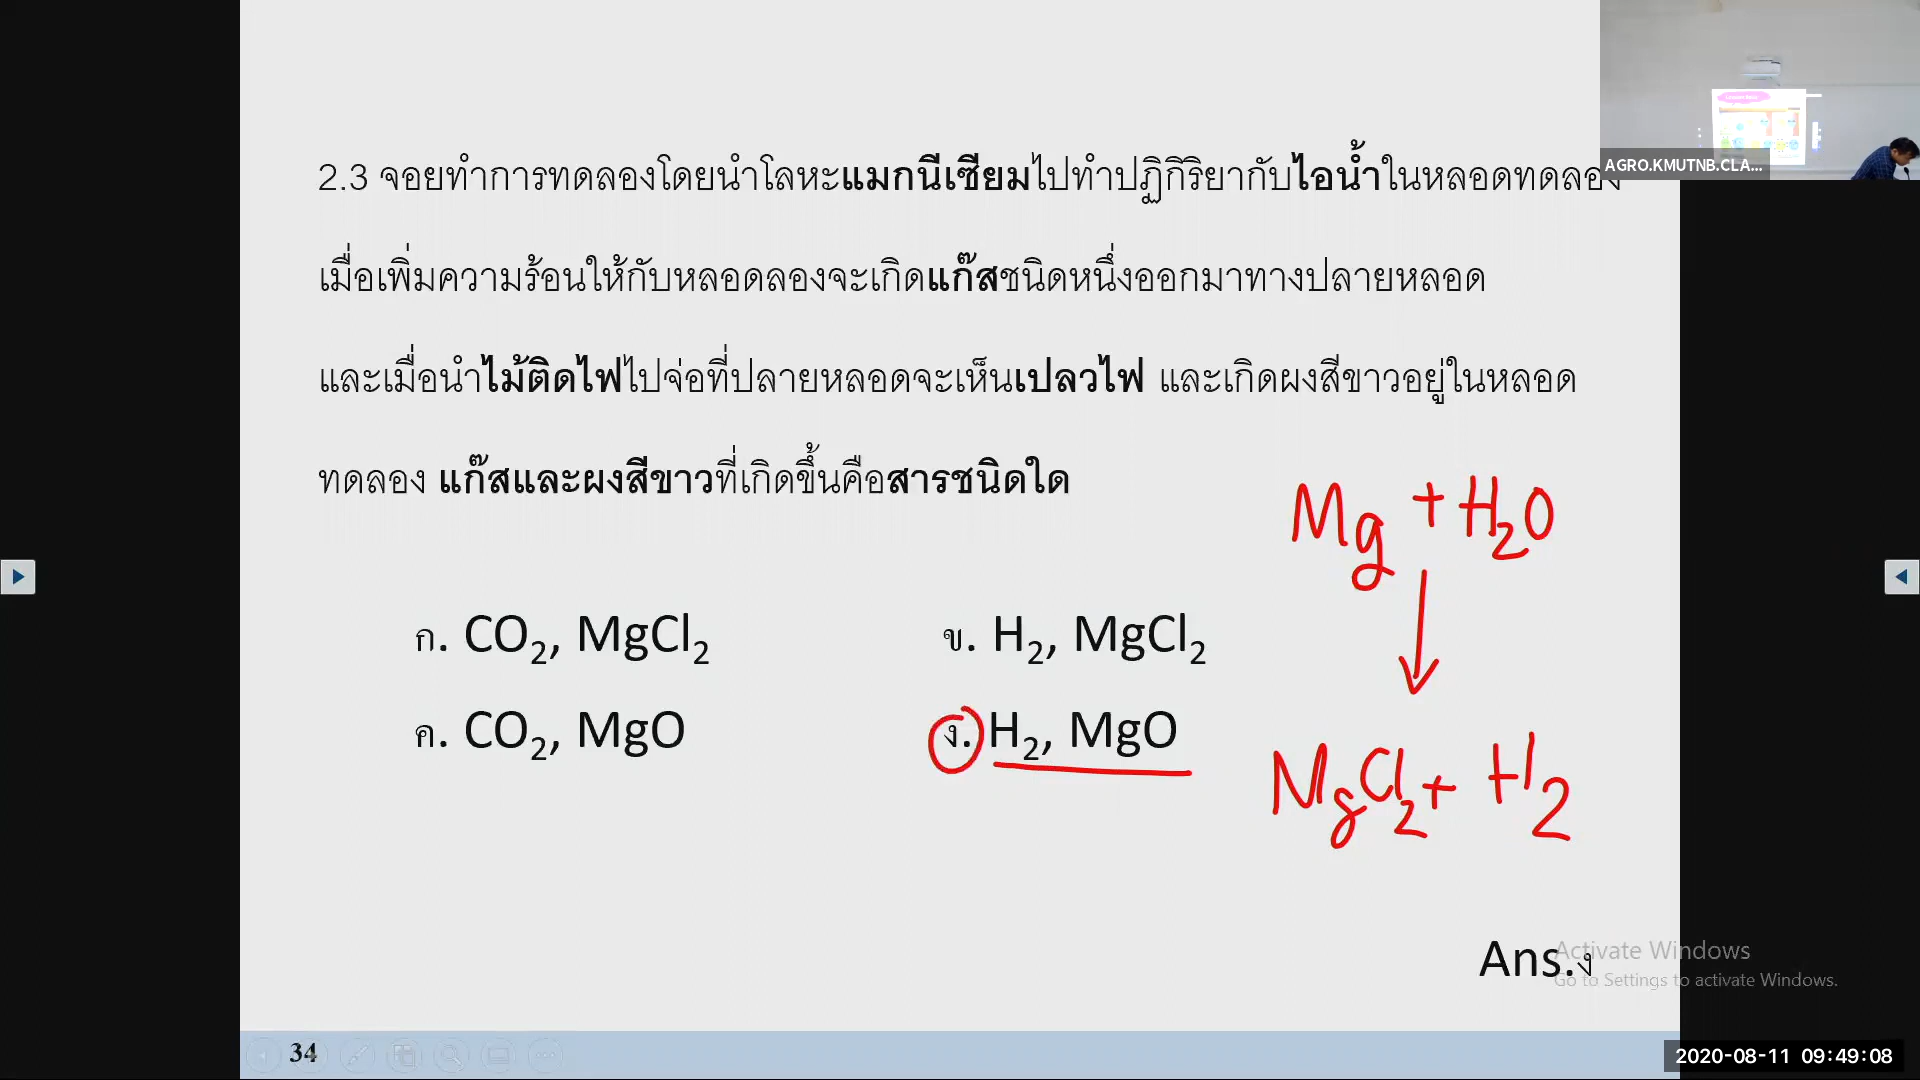 2.3 จอยทำการทดลองโดยนำโลหะแมกนีเซียมไปทำปฏิกิริยากับไอน้ำในหลอดทดลอง
เมื่อเพิ่มความร้อนให้กับหลอดลองจะเกิดแก๊สชนิดหนึ่งออกมาทางปลายหลอด
และเมื่อนำไม้ติดไฟไปจ่อที่ปลายหลอดจะเห็นเปลวไฟ และเกิดผงสีขาวอยู่ในหลอด
ทดลอง แก๊สและผงสีขาวที่เกิดขึ้นคือสารชนิดใด
Mg + H₂O
ก. CO₂, MgCl₂
ข. H₂, MgCl₂
ค. CO₂, MgO
ง. H₂, MgO
MgCl₂ + H₂
Ans.ง
Activate Windows
Go to Settings to activate Windows.
34
AGRO.KMUTNB.CLA...
2020-08-11 09:49:08